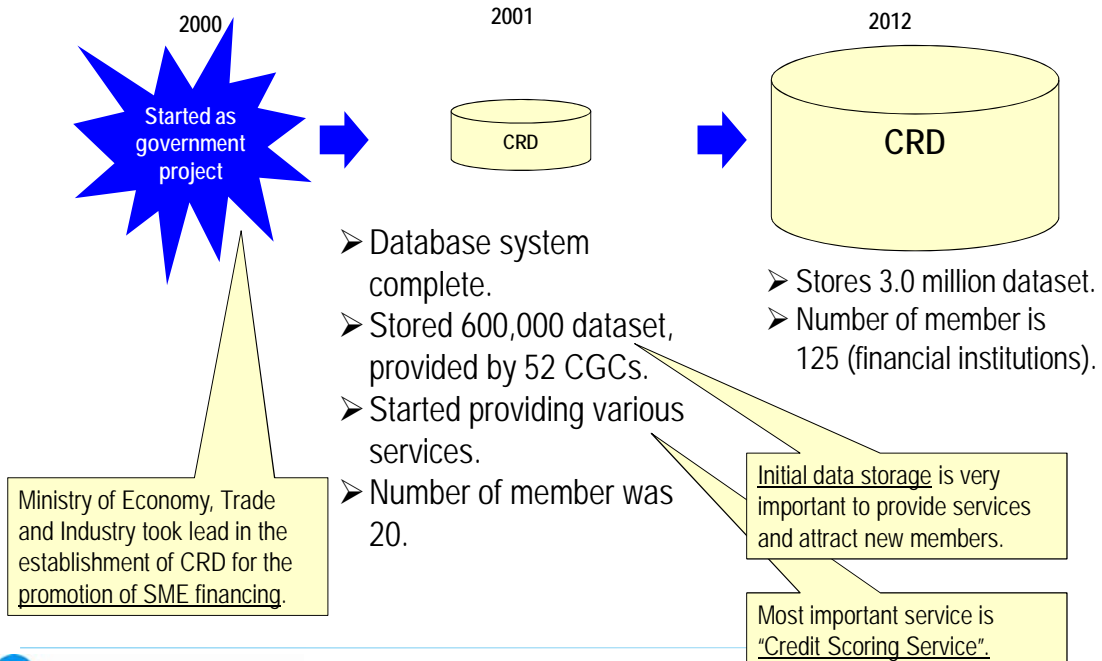 2000
Started as
government
project
2001
CRD
➢ Database system
complete.
➢ Stored 600,000 dataset,
provided by 52 CGCs.
➢ Started providing various
services.
➢ Number of member was
20.
2012
CRD
➢ Stores 3.0 million dataset.
➢ Number of member is
125 (financial institutions).
Ministry of Economy, Trade
and Industry took lead in the
establishment of CRD for the
promotion of SME financing.
Initial data storage is very
important to provide services
and attract new members.
Most important service is
“Credit Scoring Service”.